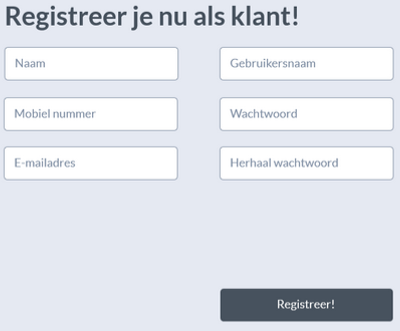 Registreer je nu als klant!
Naam
Gebruikersnaam
Mobiel nummer
Wachtwoord
E-mailadres
Herhaal wachtwoord
Registreer!